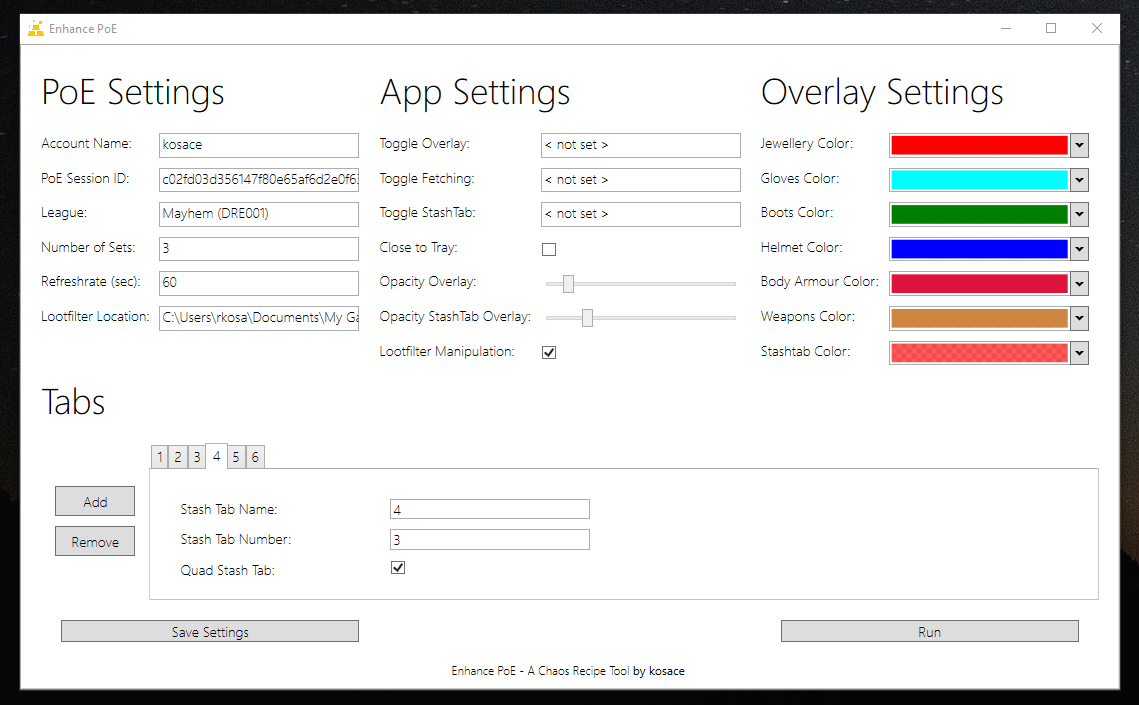 Enhance PoE
PoE Settings
Account Name: kosace
PoE Session ID: c02fd03d356147f80e65af6d2e0f6
League: Mayhem (DRE001)
Number of Sets: 3
Refreshrate (sec): 60
Lootfilter Location: C:\Users\rkosa\Documents\My Ga
App Settings
Toggle Overlay: < not set >
Toggle Fetching: < not set >
Toggle StashTab: < not set >
Close to Tray:
Opacity Overlay:
Opacity StashTab Overlay:
Lootfilter Manipulation:
Overlay Settings
Jewellery Color:
Gloves Color:
Boots Color:
Helmet Color:
Body Armour Color:
Weapons Color:
Stashtab Color:
Tabs
1 2 3 4 5 6
Add
Remove
Stash Tab Name: 4
Stash Tab Number: 3
Quad Stash Tab:
Save Settings
Run
Enhance PoE - A Chaos Recipe Tool by kosace